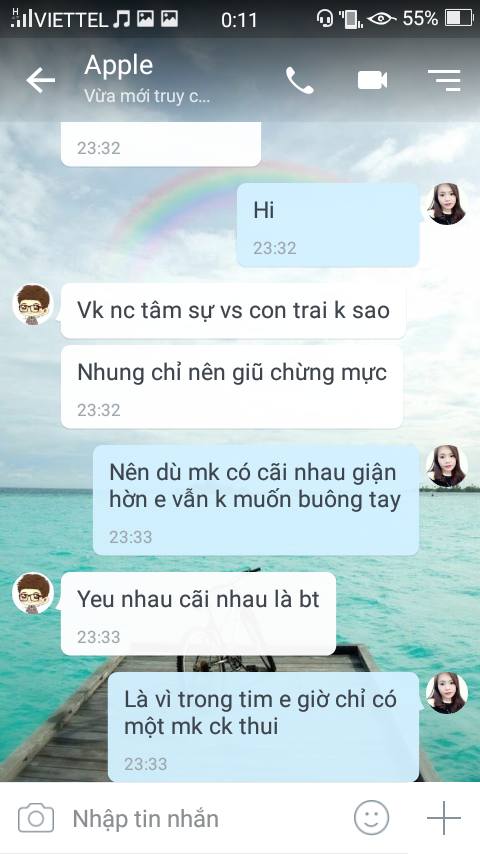 VIETTEL 0:11 55%
Apple
Vừa mới truy c...
23:32
Hi
23:32
Vk nc tâm sự vs con trai k sao
Nhung chỉ nên giũ chừng mực
23:32
Nên dù mk có cãi nhau giận
hờn e vẫn k muốn buông tay
23:33
Yeu nhau cãi nhau là bt
23:33
Là vì trong tim e giờ chỉ có
một mk ck thui
23:33
Nhập tin nhắn